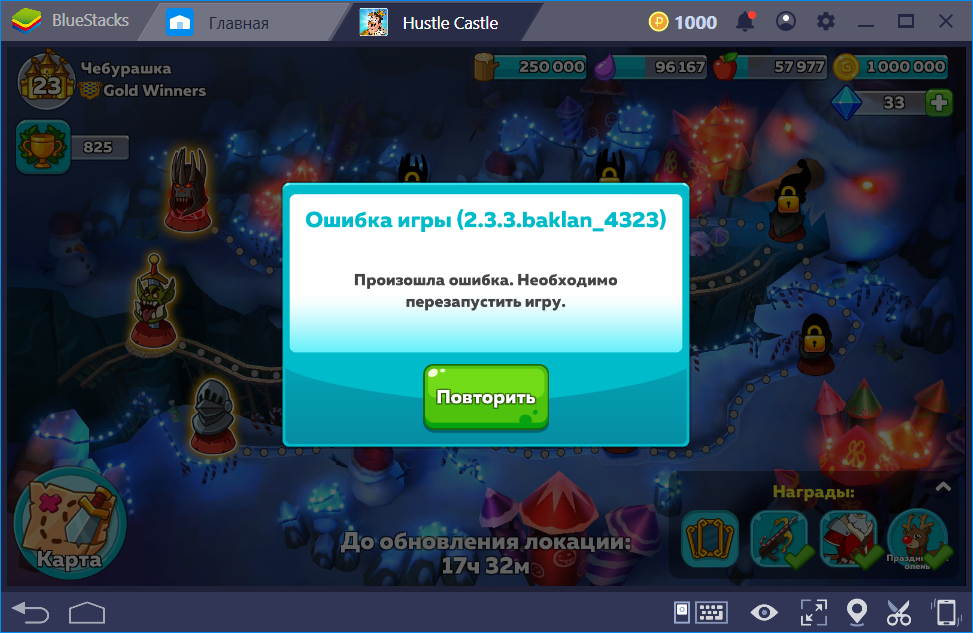 BlueStacks
Главная
Hustle Castle
1000
23
Чебурашка
Gold Winners
250 000
96 167
57 977
1 000 000
33
825
Ошибка игры (2.3.3.baklan_4323)
Произошла ошибка. Необходимо
перезапустить игру.
Повторить
Награды:
Карта
До обновления локации:
17ч 32м
олень